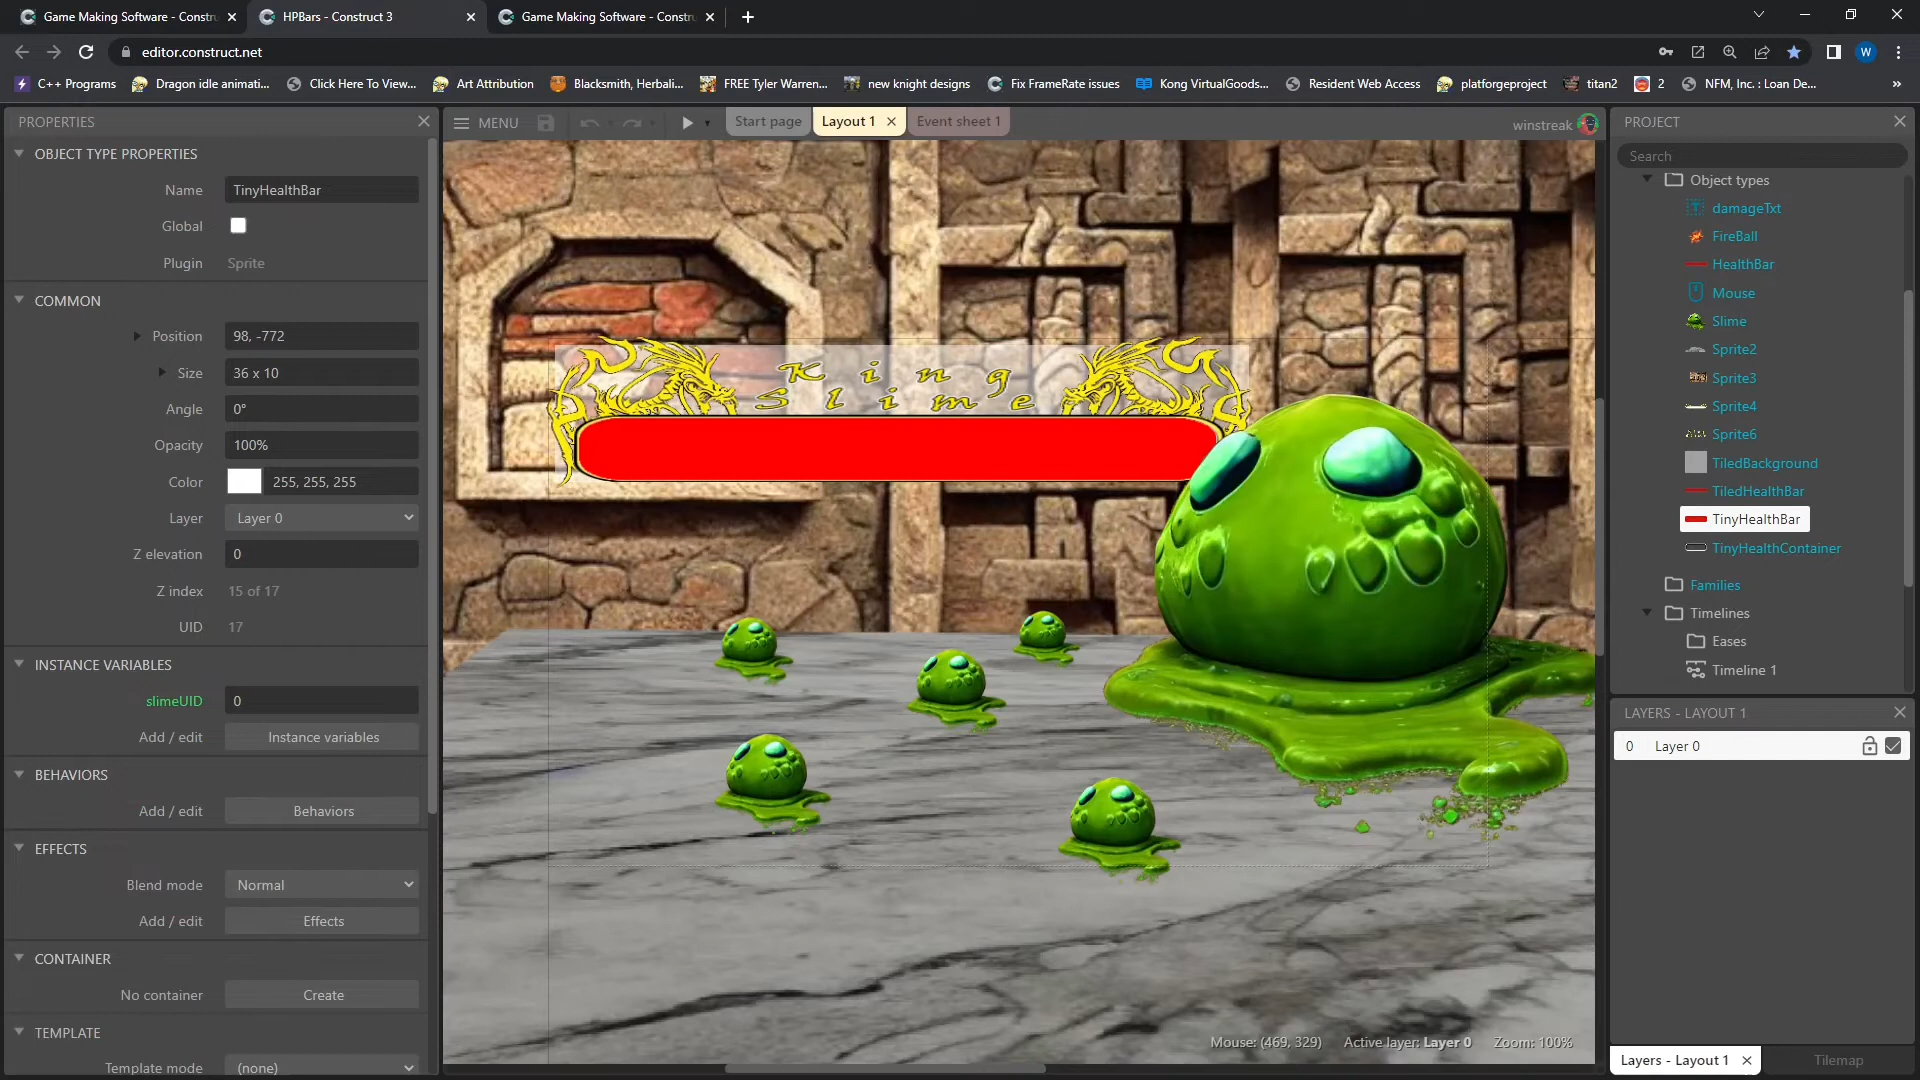 Game Making Software - Constru
HPBars - Construct 3
Game Making Software - Constru
editor.construct.net
W
C++ Programs
Dragon idle animati...
Click Here To View...
Art Attribution
Blacksmith, Herbali...
FREE Tyler Warren...
new knight designs
Fix FrameRate issues
Kong VirtualGoods...
Resident Web Access
platforgeproject
titan2
2
NFM, Inc. : Loan De...
»
PROPERTIES
OBJECT TYPE PROPERTIES
Name TinyHealthBar
Global
Plugin Sprite
COMMON
Position 98, -772
Size 36 x 10
Angle 0°
Opacity 100%
Color 255, 255, 255
Layer Layer 0
Z elevation 0
Z index 15 of 17
UID 17
INSTANCE VARIABLES
slimeUID 0
Add / edit Instance variables
BEHAVIORS
Add / edit Behaviors
EFFECTS
Blend mode Normal
Add / edit Effects
CONTAINER
No container Create
TEMPLATE
Template mode (none)
MENU
Start page
Layout 1
Event sheet 1
winstreak
King
Slime
Mouse: (469, 329) Active layer: Layer 0 Zoom: 100%
PROJECT
Search
Object types
damageTxt
FireBall
HealthBar
Mouse
Slime
Sprite2
Sprite3
Sprite4
Sprite6
TiledBackground
TiledHealthBar
TinyHealthBar
TinyHealthContainer
Families
Timelines
Eases
Timeline 1
LAYERS - LAYOUT 1
0 Layer 0
Layers - Layout 1
Tilemap